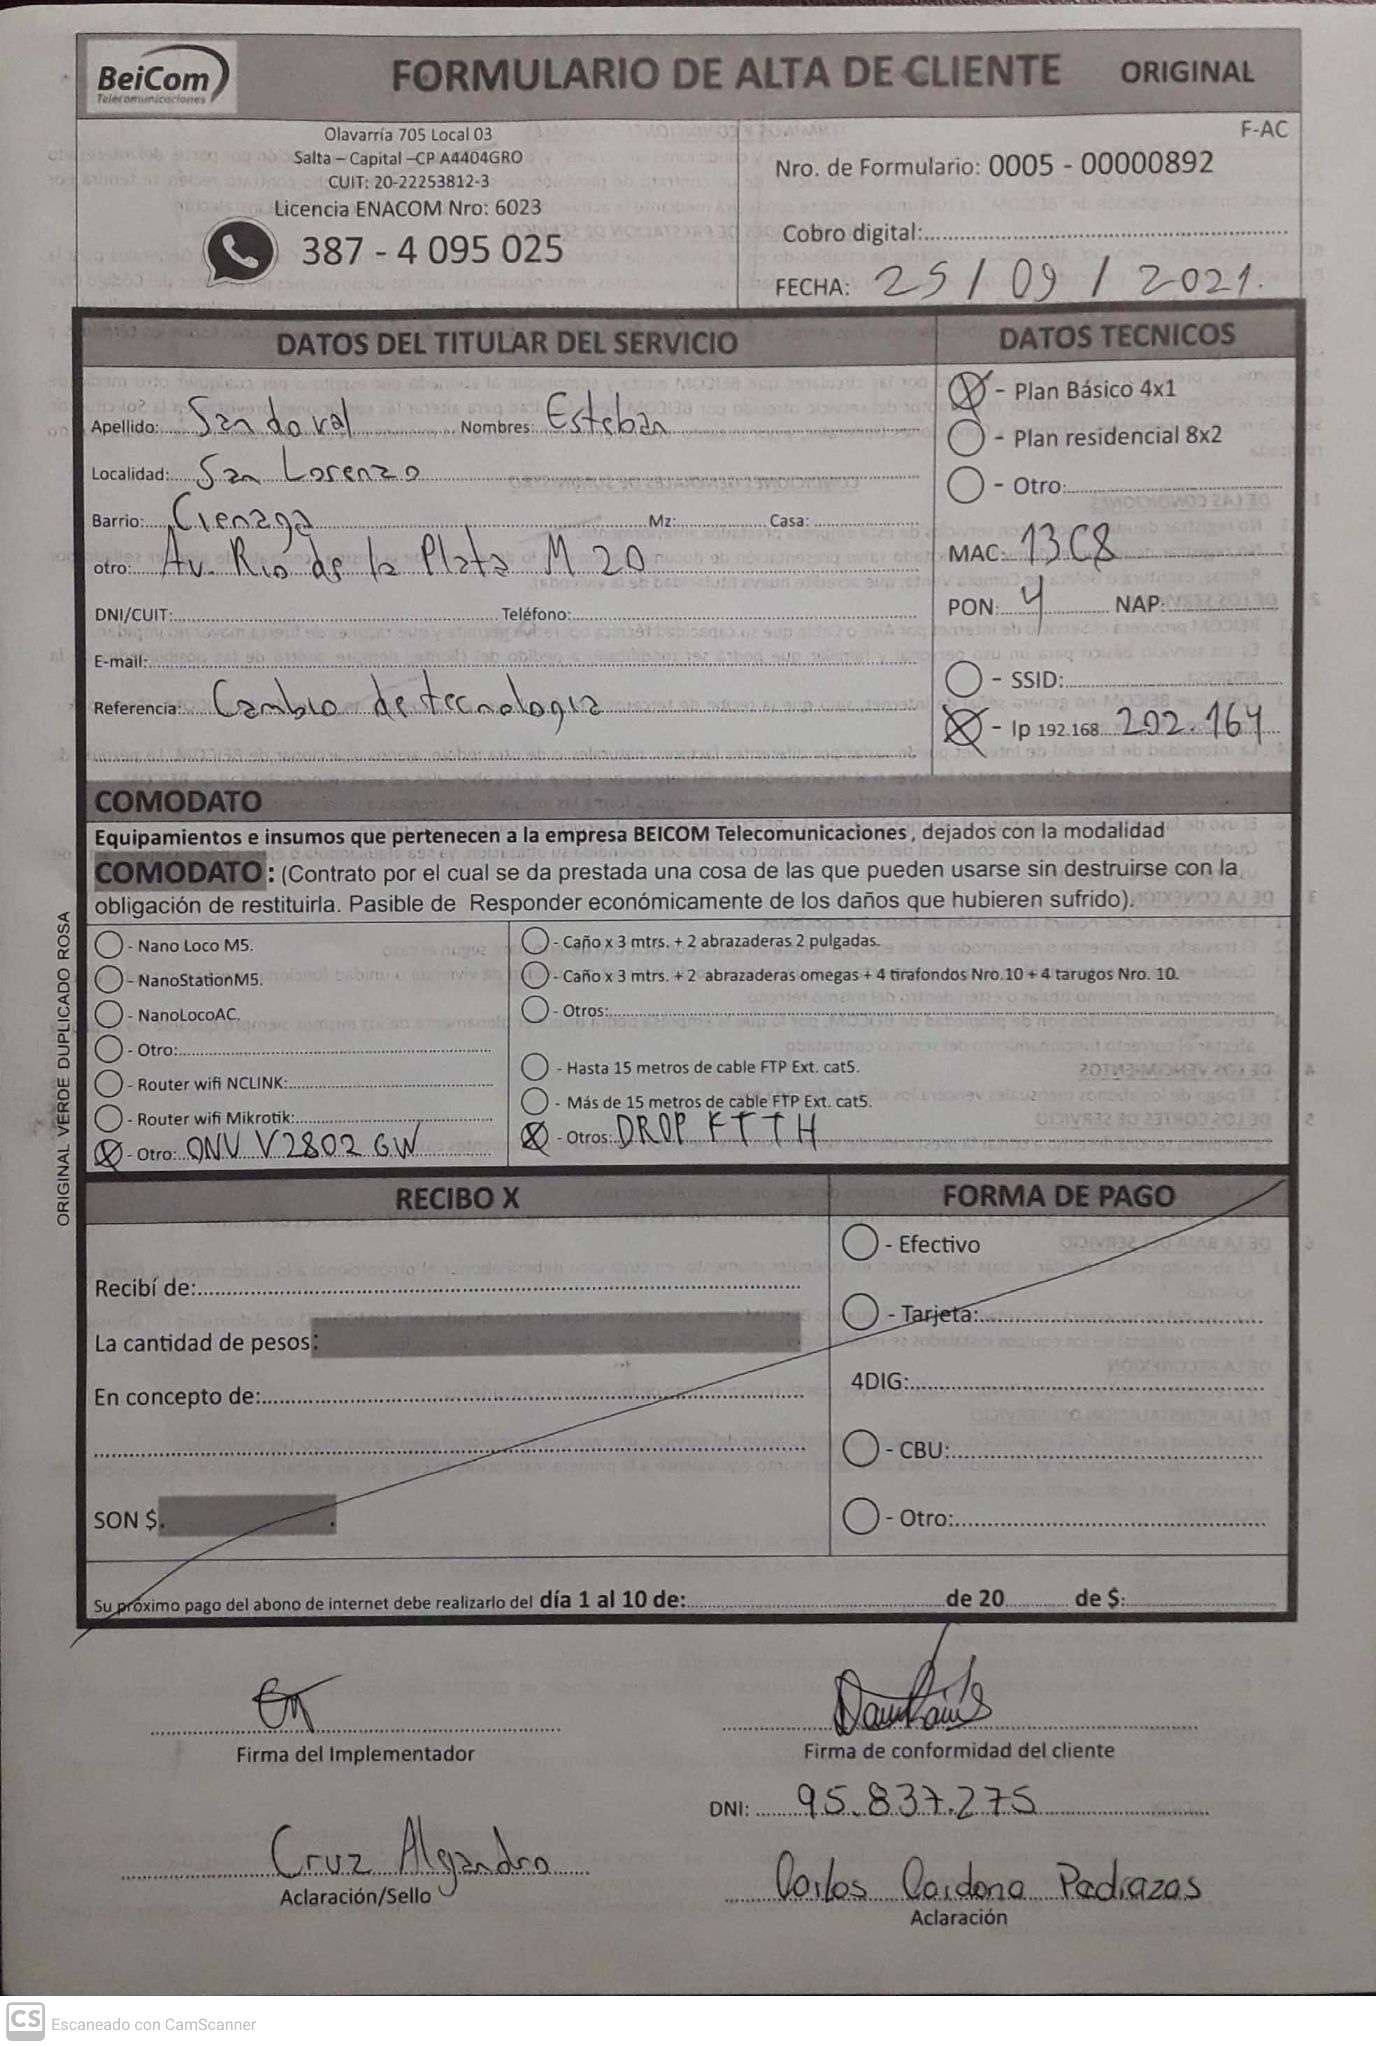 BeiCom
Telecomunicaciones
FORMULARIO DE ALTA DE CLIENTE ORIGINAL
Olavarría 705 Local 03
Salta – Capital –CP A4404GRO
CUIT: 20-22253812-3
Licencia ENACOM Nro: 6023
387 - 4 095 025
F-AC
Nro. de Formulario: 0005 - 00000892
Cobro digital:
FECHA: 25 / 09 / 2021.
DATOS DEL TITULAR DEL SERVICIO
Apellido: Sandoval Nombres: Esteban
Localidad: San Lorenzo
Barrio: Cienaga Mz: Casa:
otro: Av. Rio de la Plata M 20
DNI/CUIT: Teléfono:
E-mail:
Referencia: Cambio de tecnologia
DATOS TECNICOS
- Plan Básico 4x1
- Plan residencial 8x2
- Otro:
MAC: 13C8
PON: 4 NAP:
- SSID:
- Ip 192.168. 202.164
COMODATO
Equipamientos e insumos que pertenecen a la empresa BEICOM Telecomunicaciones, dejados con la modalidad
COMODATO: (Contrato por el cual se da prestada una cosa de las que pueden usarse sin destruirse con la
obligación de restituirla. Pasible de Responder económicamente de los daños que hubieren sufrido).
- Nano Loco M5.
- NanoStationM5.
- NanoLocoAC.
- Otro:
- Router wifi NCLINK:
- Router wifi Mikrotik:
- Otro: ONU V2802 GW
- Caño x 3 mtrs. + 2 abrazaderas 2 pulgadas.
- Caño x 3 mtrs. + 2 abrazaderas omegas + 4 tirafondos Nro.10 + 4 tarugos Nro. 10.
- Otros:
- Hasta 15 metros de cable FTP Ext. cat5.
- Más de 15 metros de cable FTP Ext. cat5.
- Otros: DROP FTTH
ORIGINAL VERDE DUPLICADO ROSA
RECIBO X
Recibí de:
La cantidad de pesos:
En concepto de:
SON $.
FORMA DE PAGO
- Efectivo
- Tarjeta:
4DIG:
- CBU:
- Otro:
Su próximo pago del abono de internet debe realizarlo del día 1 al 10 de: de 20 de $:
Firma del Implementador
Firma de conformidad del cliente
DNI: 95.837.275
Cruz Alejandro
Aclaración/Sello
Carlos Cardona Padiazas
Aclaración
CS Escaneado con CamScanner